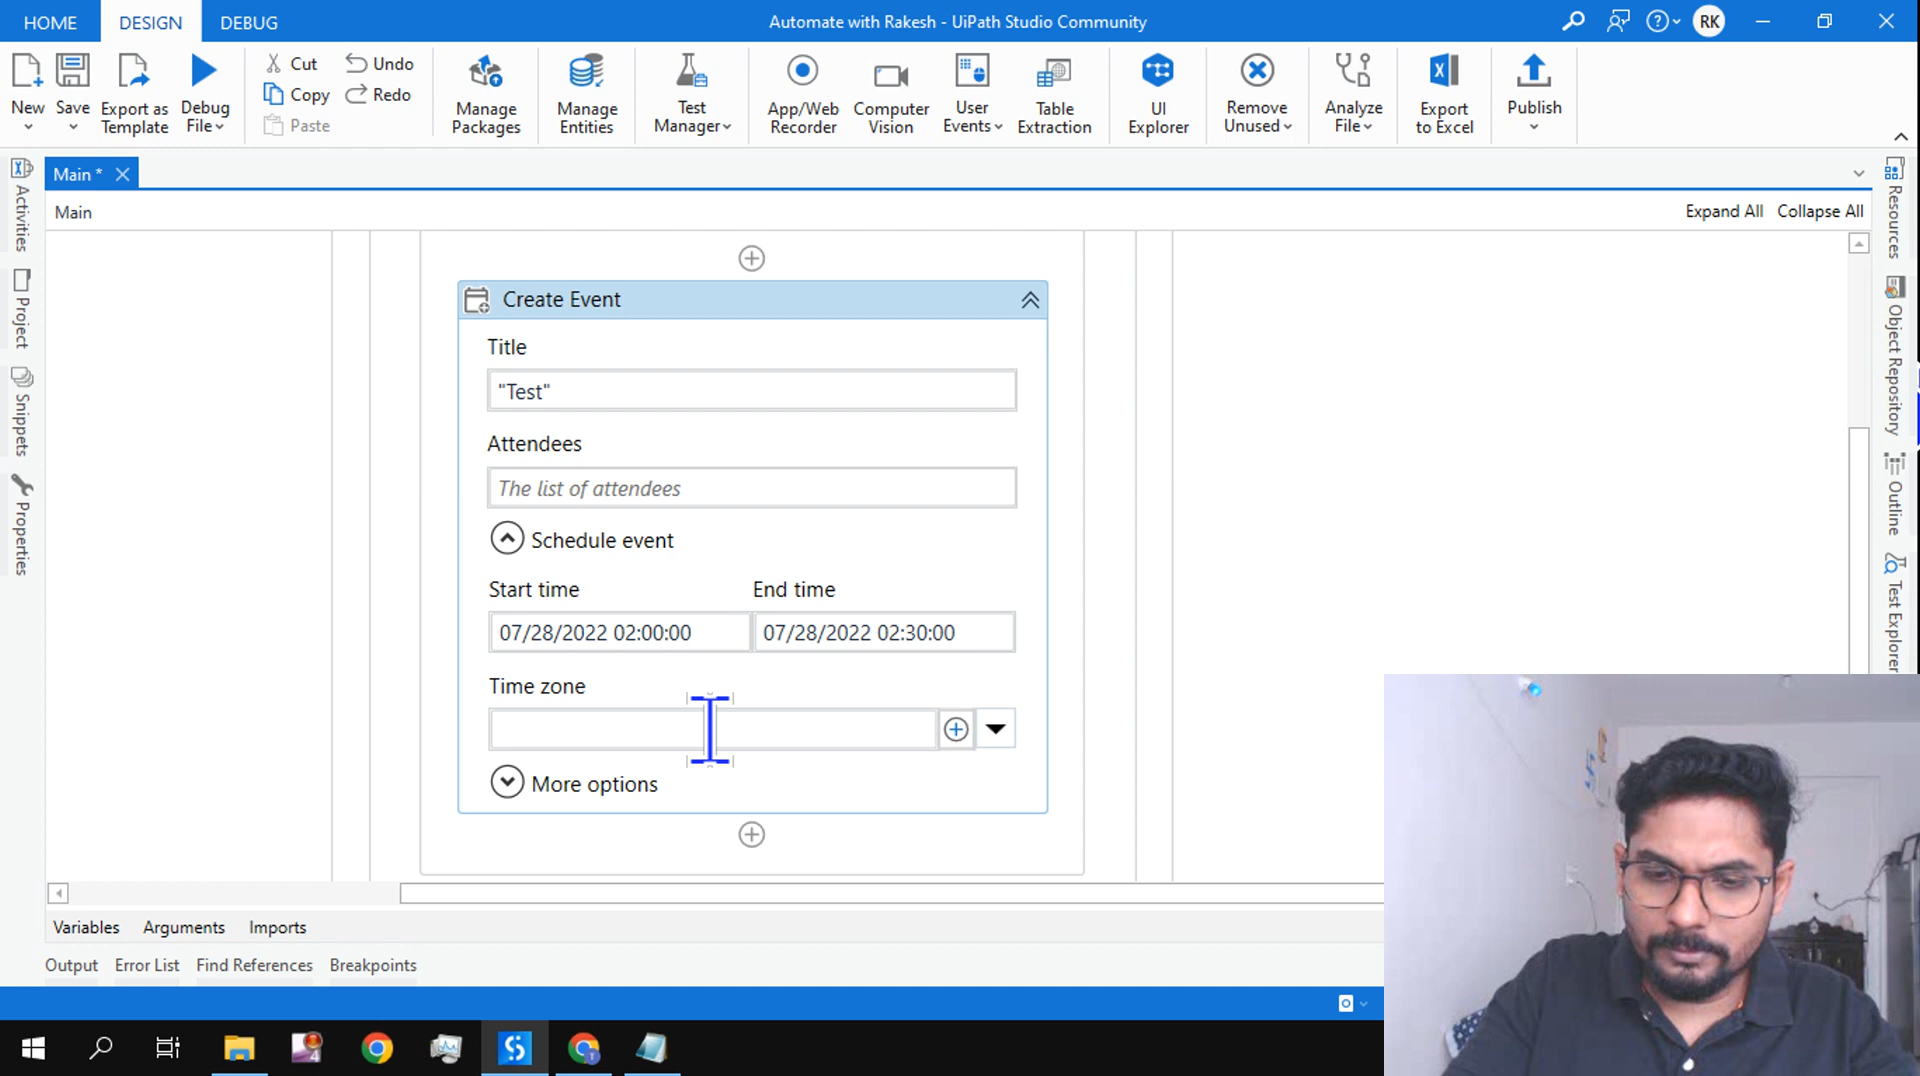 HOME DESIGN DEBUG Automate with Rakesh - UiPath Studio Community RK
New Save Export as Template Debug File Cut Copy Paste Undo Redo Manage Packages Manage Entities Test Manager App/Web Recorder Computer Vision User Events Table Extraction UI Explorer Remove Unused Analyze File Export to Excel Publish
Main *
Main Expand All Collapse All
Activities
Project
Snippets
Properties
Create Event
Title
"Test"
Attendees
The list of attendees
Schedule event
Start time End time
07/28/2022 02:00:00 07/28/2022 02:30:00
Time zone
More options
Resources
Object Repository
Outline
Test Explorer
Variables Arguments Imports
Output Error List Find References Breakpoints